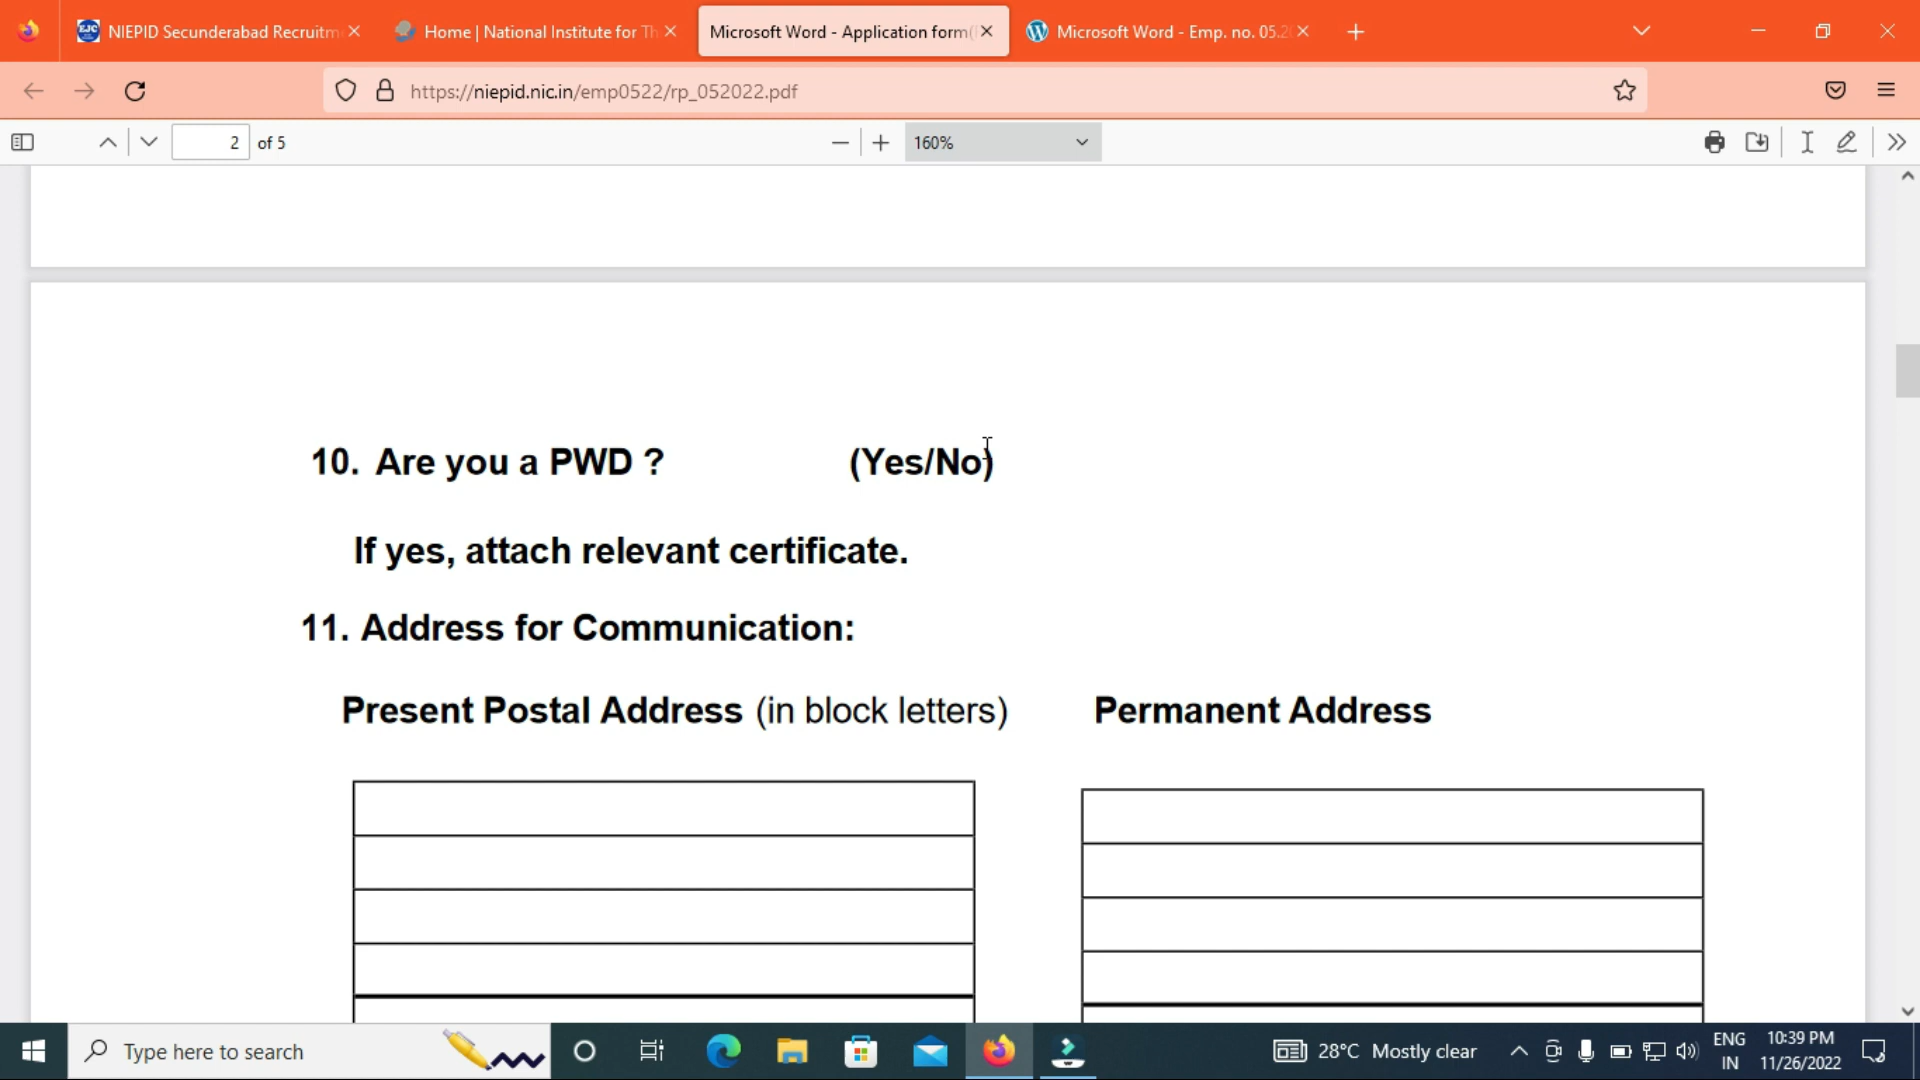 NIEPID Secunderabad Recruitm
Home | National Institute for Th
Microsoft Word - Application form(
Microsoft Word - Emp. no. 05.2
https://niepid.nic.in/emp0522/rp_052022.pdf
2 of 5
160%
10. Are you a PWD ? (Yes/No)
If yes, attach relevant certificate.
11. Address for Communication:
Present Postal Address (in block letters) Permanent Address
Type here to search
28°C Mostly clear
ENG
IN
10:39 PM
11/26/2022